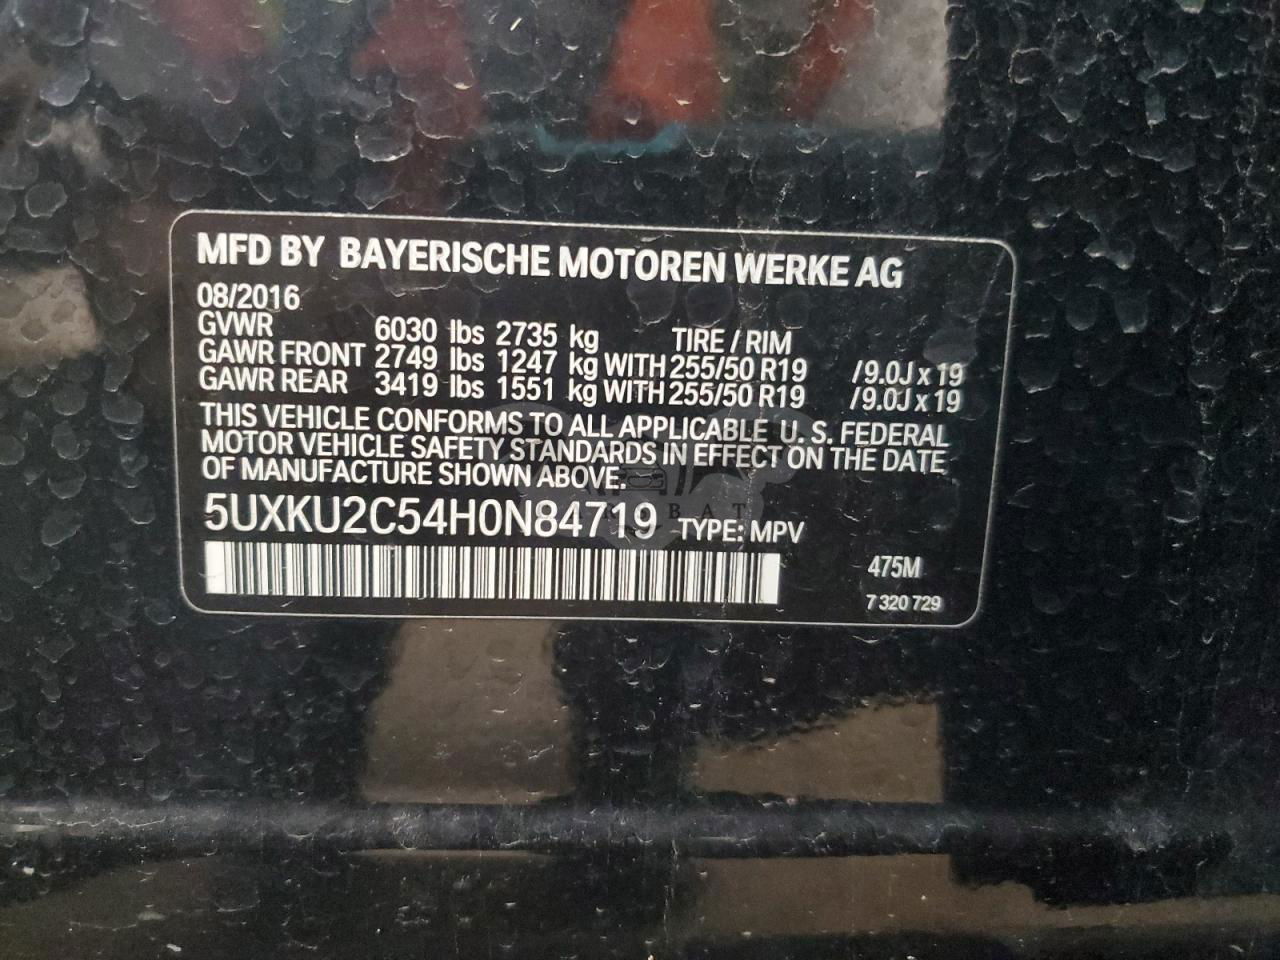 MFD BY BAYERISCHE MOTOREN WERKE AG
08/2016
GVWR 6030 lbs 2735 kg TIRE / RIM
GAWR FRONT 2749 lbs 1247 kg WITH 255/50 R19 /9.0J x 19
GAWR REAR 3419 lbs 1551 kg WITH 255/50 R19 /9.0J x 19
THIS VEHICLE CONFORMS TO ALL APPLICABLE U. S. FEDERAL
MOTOR VEHICLE SAFETY STANDARDS IN EFFECT ON THE DATE
OF MANUFACTURE SHOWN ABOVE.
5UXKU2C54H0N84719 TYPE: MPV
475M
7 320 729